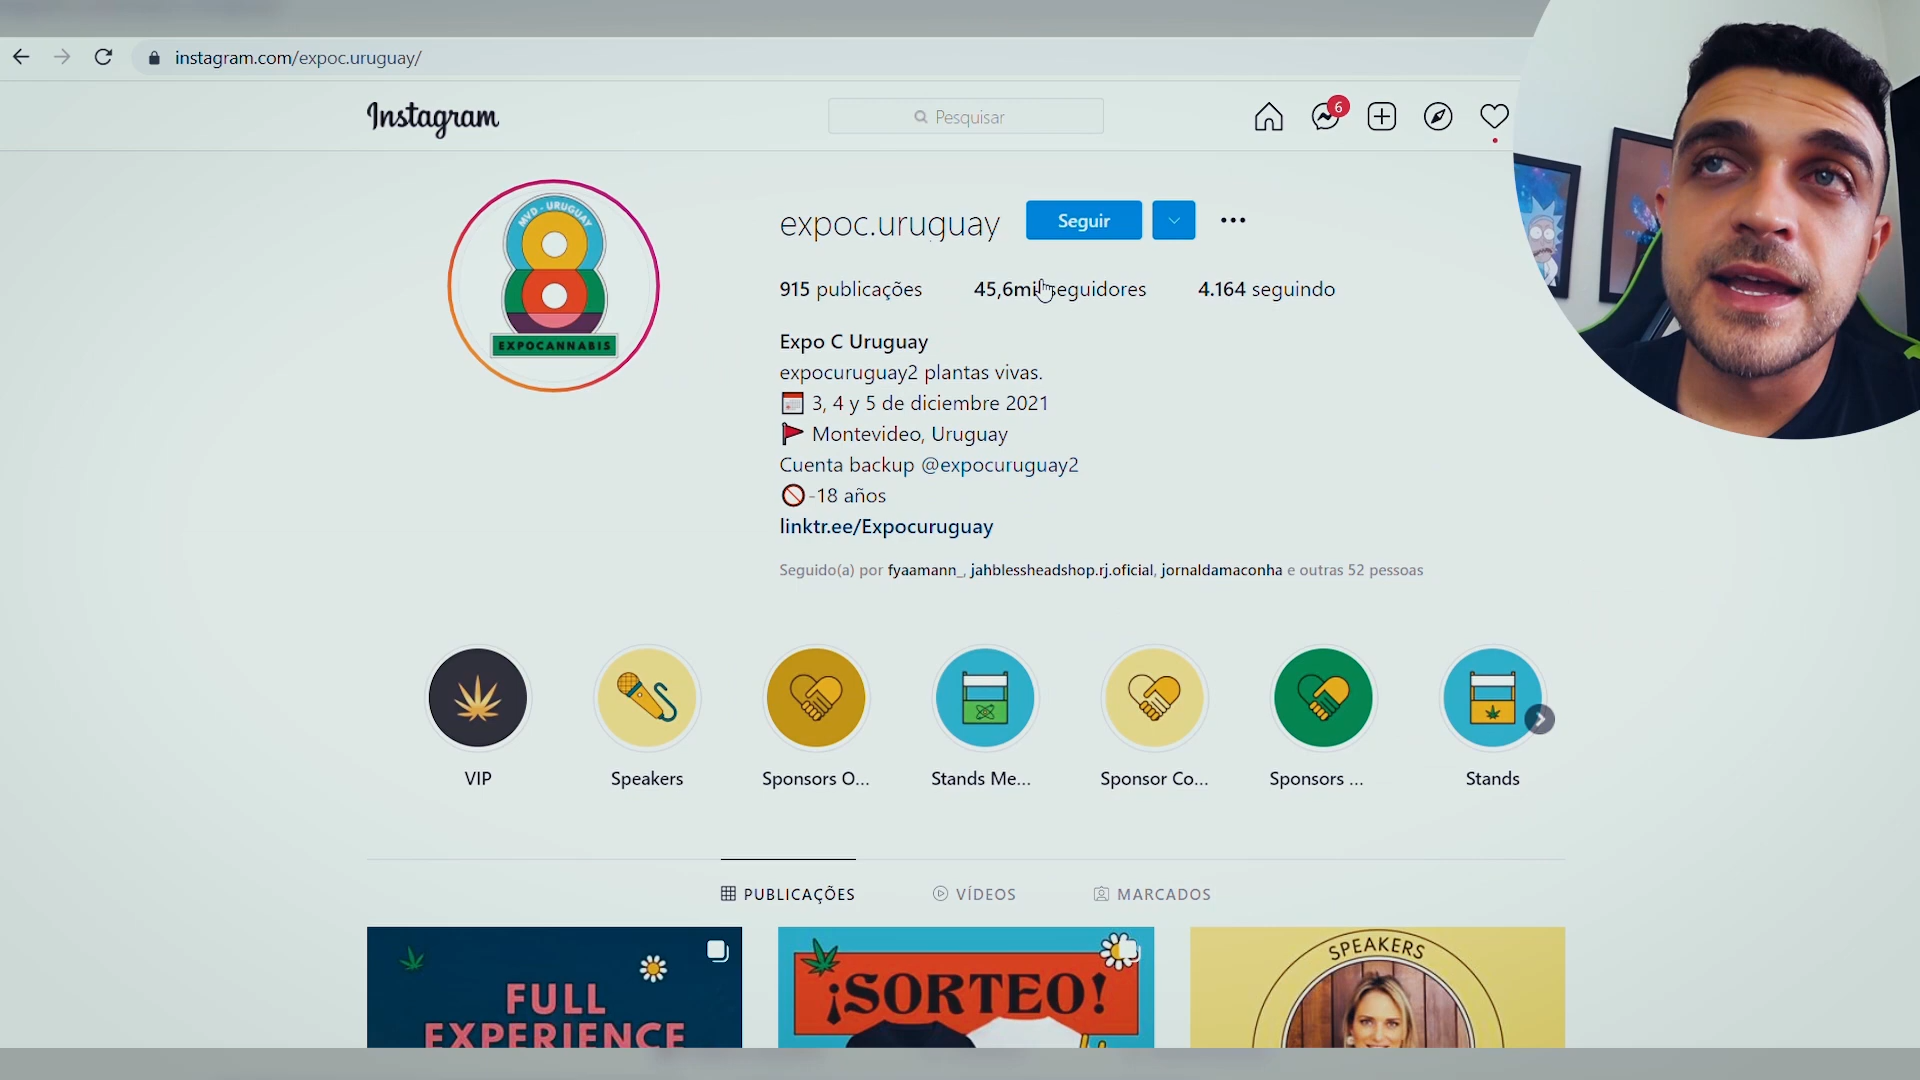 instagram.com/expoc.uruguay/
Instagram
Pesquisar
6
MVD - URUGUAY
EXPOCANNABIS
expoc.uruguay
Seguir
915 publicações 45,6mil seguidores 4.164 seguindo
Expo C Uruguay
expocuruguay2 plantas vivas.
3, 4 y 5 de diciembre 2021
Montevideo, Uruguay
Cuenta backup @expocuruguay2
-18 años
linktr.ee/Expocuruguay
Seguido(a) por fyaamann_, jahblessheadshop.rj.oficial, jornaldamaconha e outras 52 pessoas
VIP Speakers Sponsors O... Stands Me... Sponsor Co... Sponsors ... Stands
PUBLICAÇÕES VÍDEOS MARCADOS
FULL
EXPERIENCE
¡SORTEO!
SPEAKERS